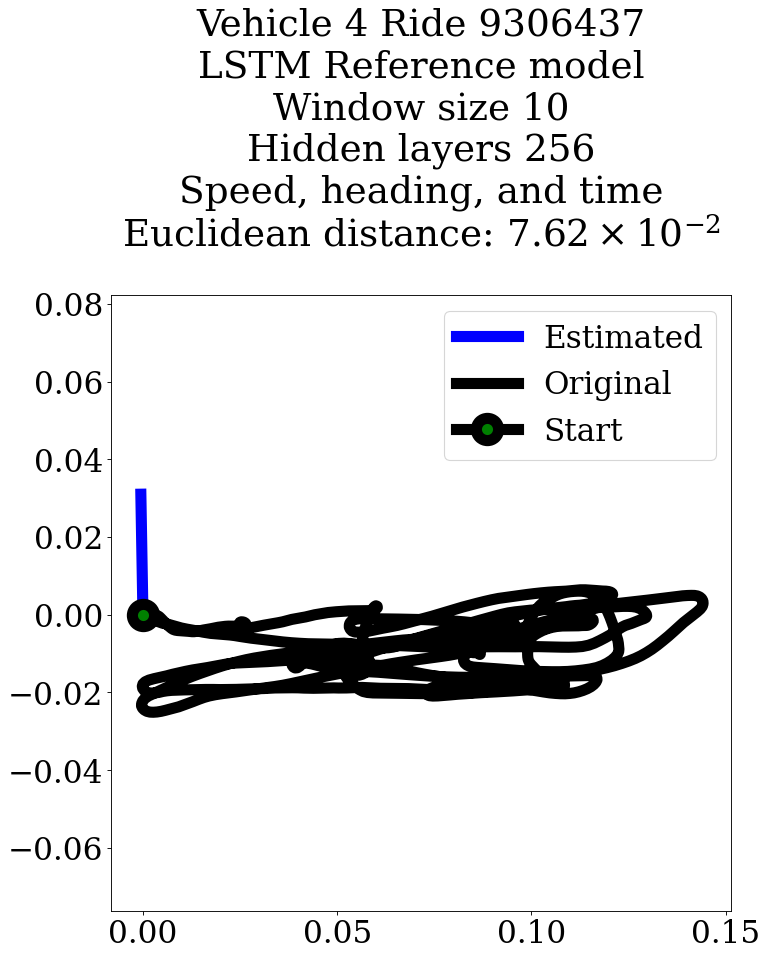 Vehicle 4 Ride 9306437
LSTM Reference model
Window size 10
Hidden layers 256
Speed, heading, and time
Euclidean distance: 7.62 × 10⁻²
Estimated
Original
Start
0.08
0.06
0.04
0.02
0.00
−0.02
−0.04
−0.06
0.00 0.05 0.10 0.15